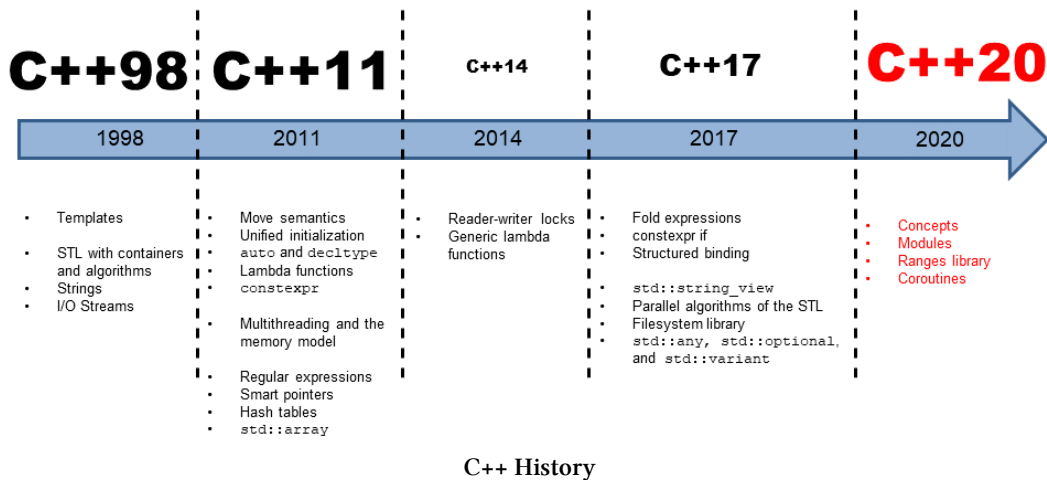 C++98
C++11
C++14
C++17
C++20
1998
2011
2014
2017
2020
• Templates
• STL with containers
and algorithms
• Strings
• I/O Streams
• Move semantics
• Unified initialization
• auto and decltype
• Lambda functions
• constexpr
• Multithreading and the
memory model
• Regular expressions
• Smart pointers
• Hash tables
• std::array
• Reader-writer locks
• Generic lambda
functions
• Fold expressions
• constexpr if
• Structured binding
• std::string_view
• Parallel algorithms of the STL
• Filesystem library
• std::any, std::optional,
and std::variant
• Concepts
• Modules
• Ranges library
• Coroutines
C++ History